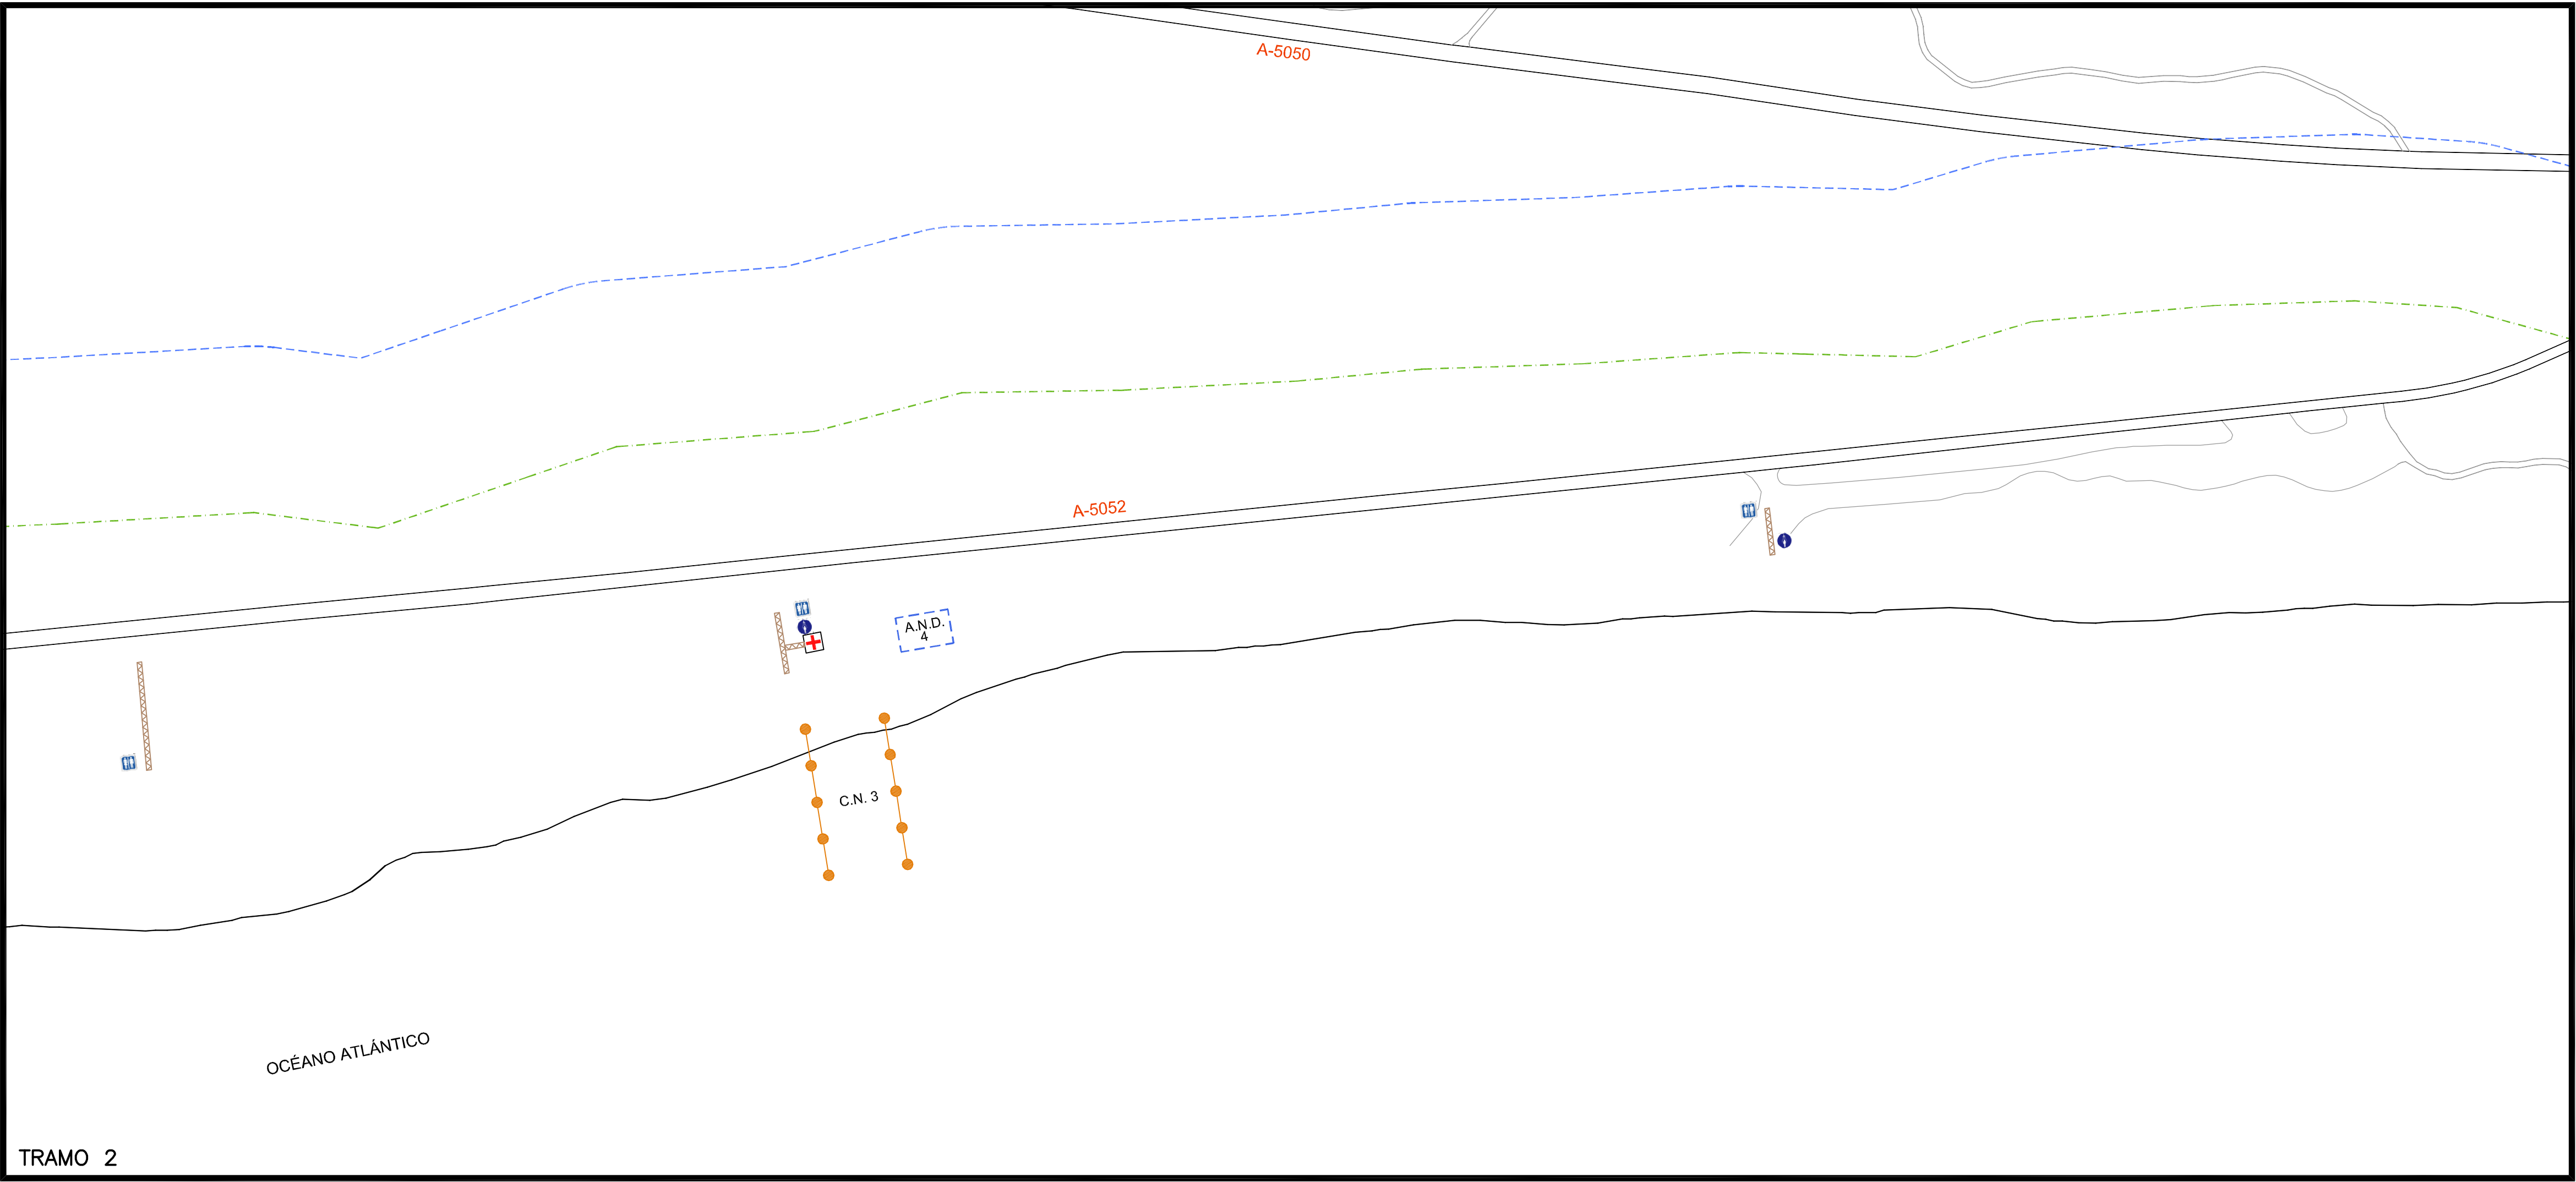 A-5050
A-5052
A.N.D.
4
C.N. 3
OCÉANO ATLÁNTICO
TRAMO 2